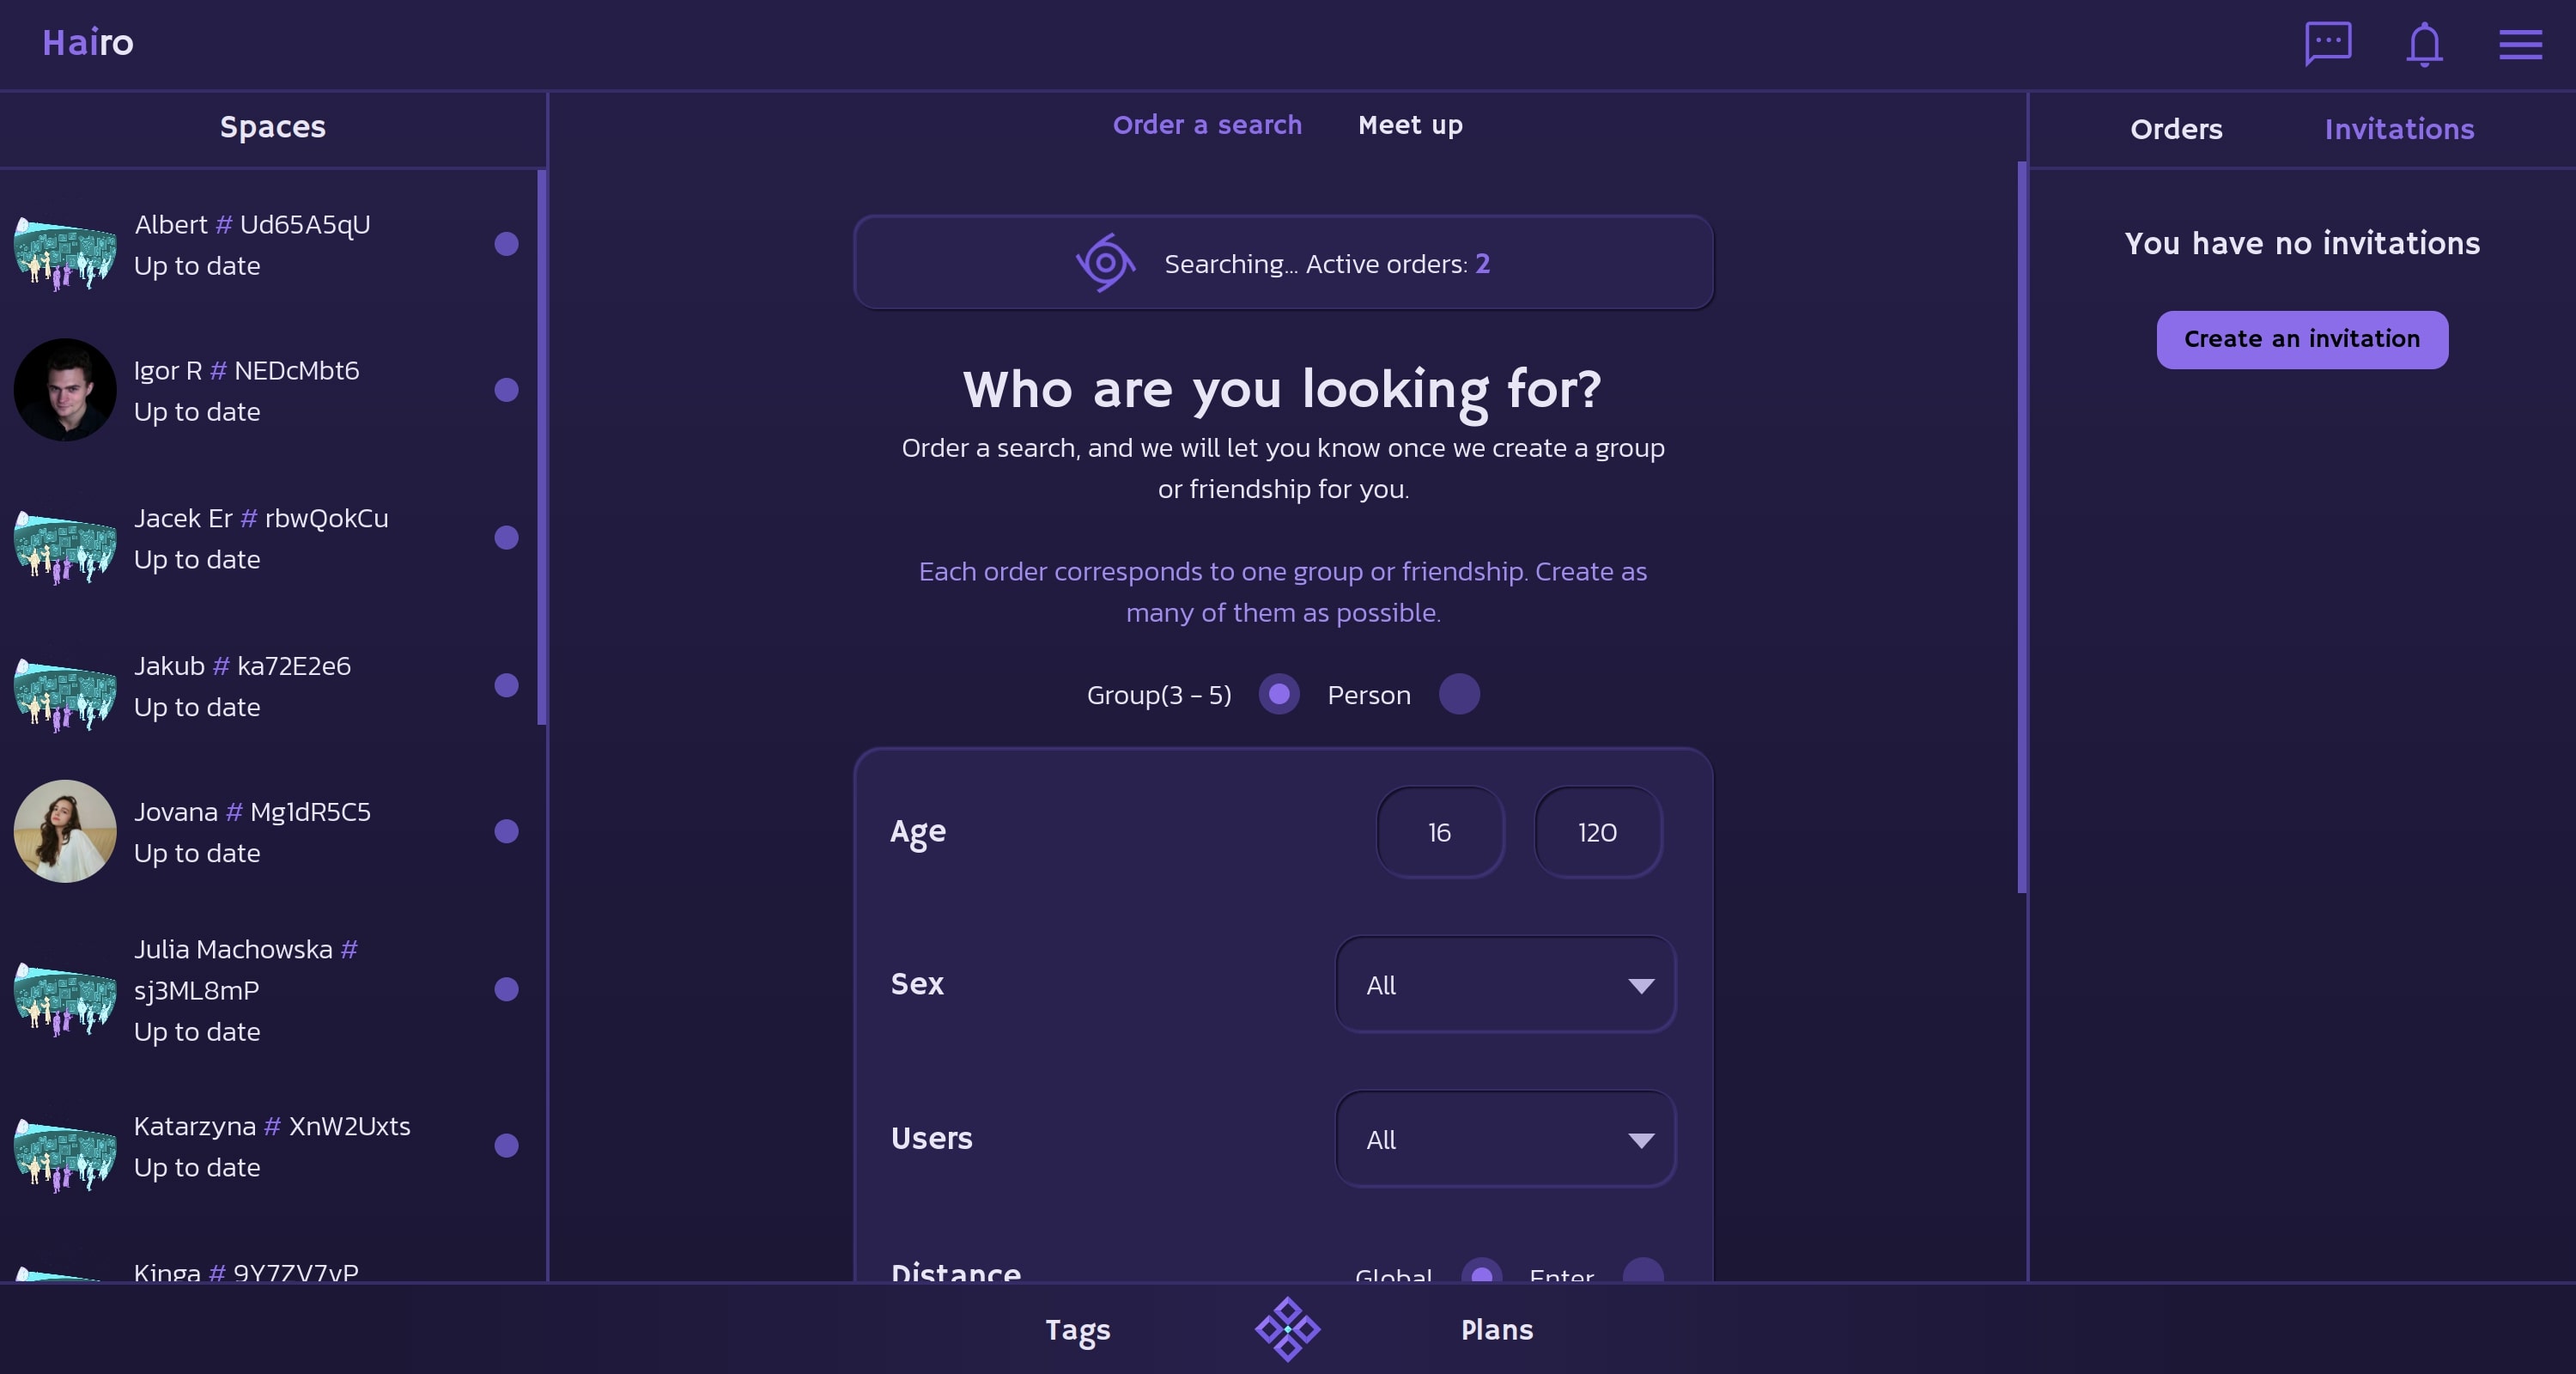 Hairo
Spaces
Albert # Ud65A5qU
Up to date
Igor R # NEDcMbt6
Up to date
Jacek Er # rbwQokCu
Up to date
Jakub # ka72E2e6
Up to date
Jovana # Mg1dR5C5
Up to date
Julia Machowska #
sj3ML8mP
Up to date
Katarzyna # XnW2Uxts
Up to date
Kinga # 9Y7ZV7vP
Order a search
Meet up
Searching... Active orders: 2
Who are you looking for?
Order a search, and we will let you know once we create a group
or friendship for you.
Each order corresponds to one group or friendship. Create as
many of them as possible.
Group(3 - 5)
Person
Age
16
120
Sex
All
Users
All
Distance
Global
Enter
Orders
Invitations
You have no invitations
Create an invitation
Tags
Plans